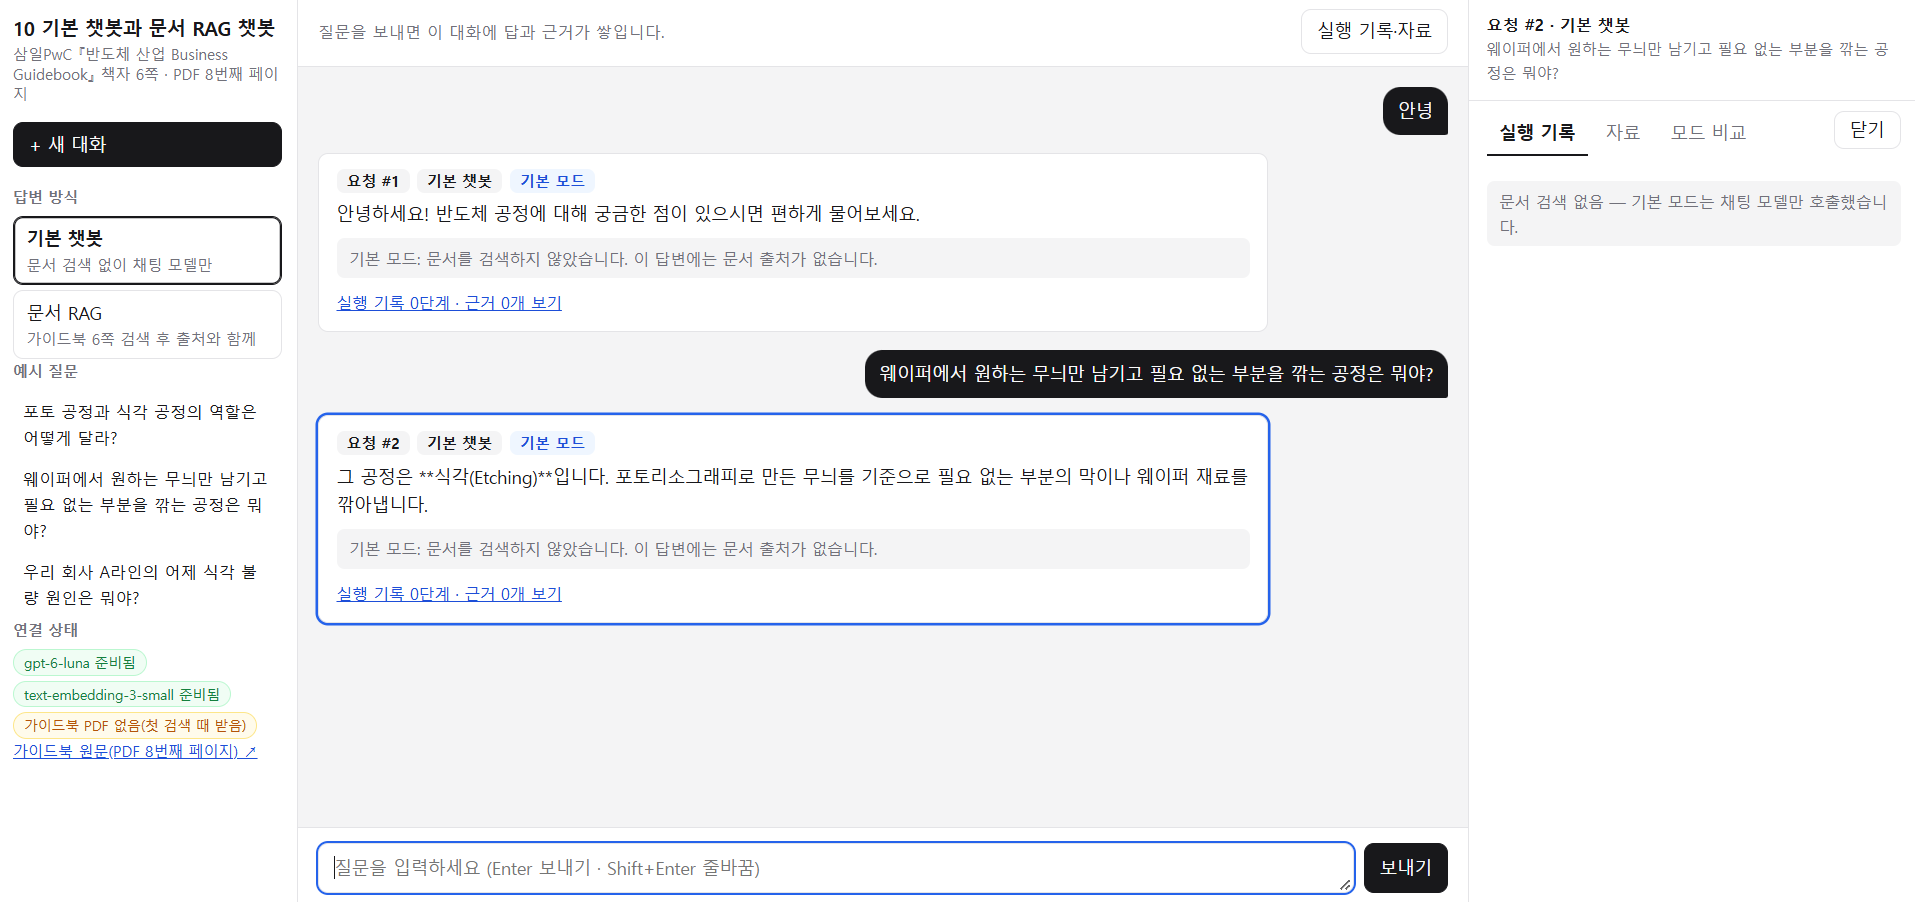 10 기본 챗봇과 문서 RAG 챗봇
삼일PwC『반도체 산업 Business
Guidebook』 책자 6쪽 · PDF 8번째 페이
지
+ 새 대화
답변 방식
기본 챗봇
문서 검색 없이 채팅 모델만
문서 RAG
가이드북 6쪽 검색 후 출처와 함께
예시 질문
포토 공정과 식각 공정의 역할은
어떻게 달라?
웨이퍼에서 원하는 무늬만 남기고
필요 없는 부분을 깎는 공정은 뭐
야?
우리 회사 A라인의 어제 식각 불
량 원인은 뭐야?
연결 상태
gpt-6-luna 준비됨
text-embedding-3-small 준비됨
가이드북 PDF 없음(첫 검색 때 받음)
가이드북 원문(PDF 8번째 페이지) ↗
질문을 보내면 이 대화에 답과 근거가 쌓입니다.
실행 기록·자료
안녕
요청 #1 기본 챗봇 기본 모드
안녕하세요! 반도체 공정에 대해 궁금한 점이 있으시면 편하게 물어보세요.
기본 모드: 문서를 검색하지 않았습니다. 이 답변에는 문서 출처가 없습니다.
실행 기록 0단계 · 근거 0개 보기
웨이퍼에서 원하는 무늬만 남기고 필요 없는 부분을 깎는 공정은 뭐야?
요청 #2 기본 챗봇 기본 모드
그 공정은 **식각(Etching)**입니다. 포토리소그래피로 만든 무늬를 기준으로 필요 없는 부분의 막이나 웨이퍼 재료를
깎아냅니다.
기본 모드: 문서를 검색하지 않았습니다. 이 답변에는 문서 출처가 없습니다.
실행 기록 0단계 · 근거 0개 보기
질문을 입력하세요 (Enter 보내기 · Shift+Enter 줄바꿈)
보내기
요청 #2 · 기본 챗봇
웨이퍼에서 원하는 무늬만 남기고 필요 없는 부분을 깎는 공
정은 뭐야?
실행 기록 자료 모드 비교 닫기
문서 검색 없음 — 기본 모드는 채팅 모델만 호출했습니
다.